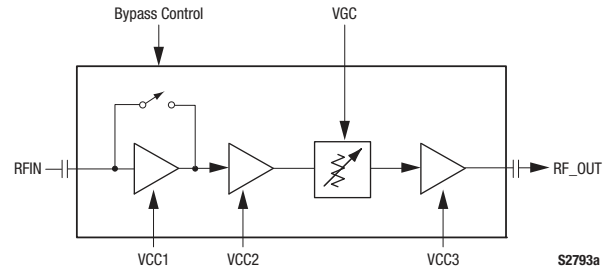 Bypass Control
VGC
RFIN
RF_OUT
VCC1
VCC2
VCC3
S2793a